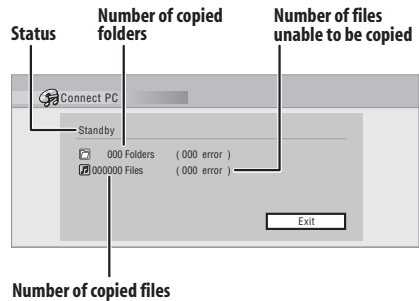 Status
Number of copied
folders
Number of files
unable to be copied
Connect PC
Standby
000 Folders ( 000 error )
000000 Files ( 000 error )
Exit
Number of copied files